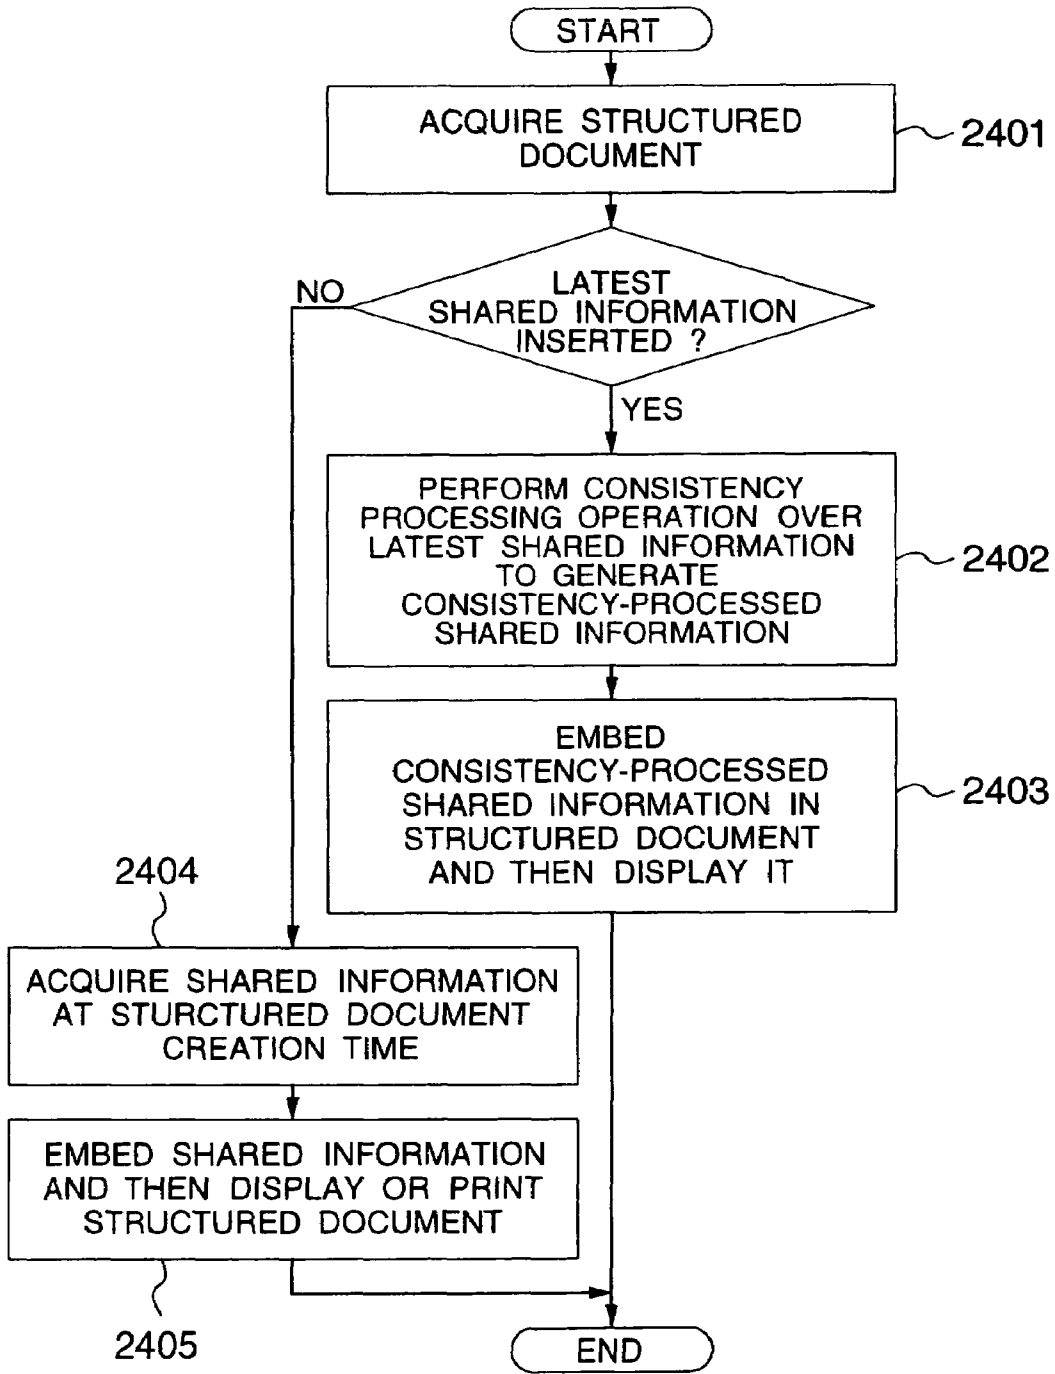 START
ACQUIRE STRUCTURED
DOCUMENT
2401
LATEST
SHARED INFORMATION
INSERTED ?
NO
YES
PERFORM CONSISTENCY
PROCESSING OPERATION OVER
LATEST SHARED INFORMATION
TO GENERATE
CONSISTENCY-PROCESSED
SHARED INFORMATION
2402
EMBED
CONSISTENCY-PROCESSED
SHARED INFORMATION IN
STRUCTURED DOCUMENT
AND THEN DISPLAY IT
2403
2404
ACQUIRE SHARED INFORMATION
AT STURCTURED DOCUMENT
CREATION TIME
EMBED SHARED INFORMATION
AND THEN DISPLAY OR PRINT
STRUCTURED DOCUMENT
2405
END